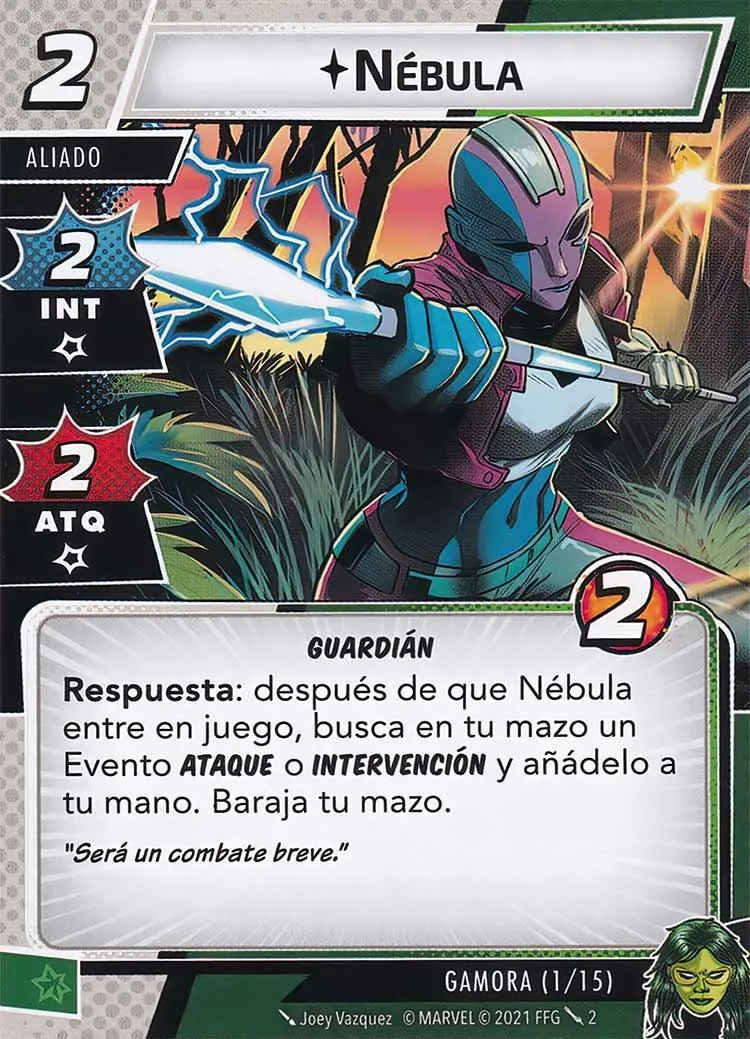 2
NÉBULA
ALIADO
2
INT
2
ATQ
2
GUARDIÁN
Respuesta: después de que Nébula
entre en juego, busca en tu mazo un
Evento ATAQUE o INTERVENCIÓN y añádelo a
tu mano. Baraja tu mazo.
"Será un combate breve."
GAMORA (1/15)
Joey Vazquez © MARVEL © 2021 FFG 2